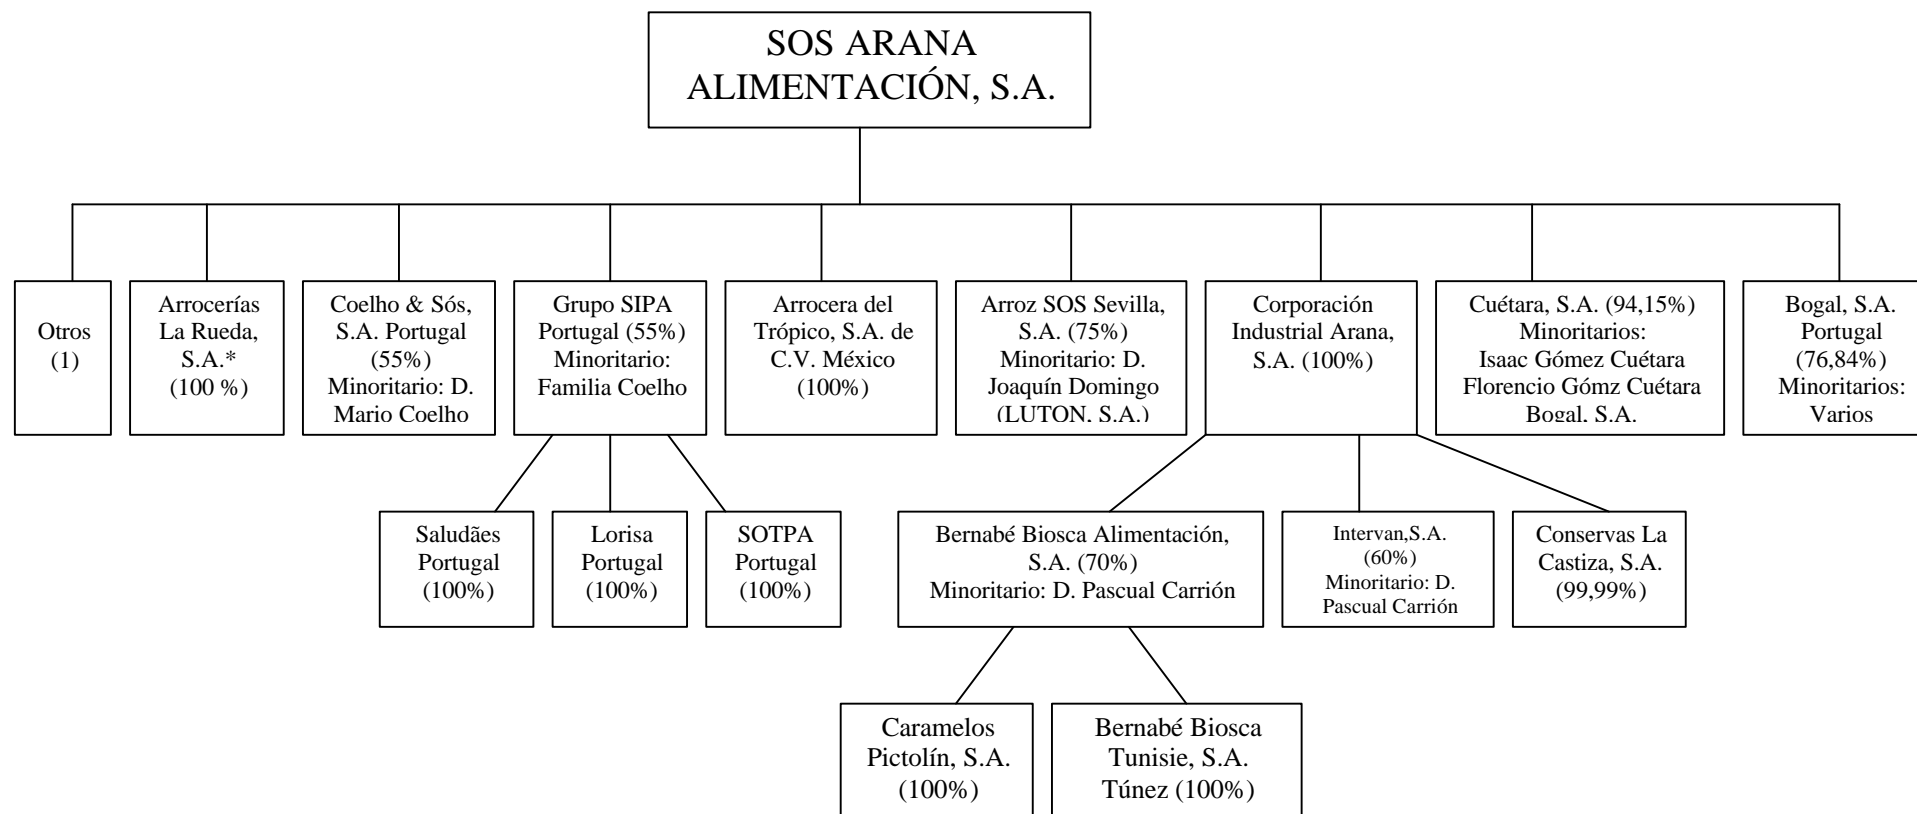 SOS ARANA
ALIMENTACIÓN, S.A.
Otros
(1)
Arrocerías
La Rueda,
S.A.*
(100 %)
Coelho & Sós,
S.A. Portugal
(55%)
Minoritario: D.
Mario Coelho
Grupo SIPA
Portugal (55%)
Minoritario:
Familia Coelho
Arrocera del
Trópico, S.A. de
C.V. México
(100%)
Arroz SOS Sevilla,
S.A. (75%)
Minoritario: D.
Joaquín Domingo
(LUTON, S.A.)
Corporación
Industrial Arana,
S.A. (100%)
Cuétara, S.A. (94,15%)
Minoritarios:
Isaac Gómez Cuétara
Florencio Gómz Cuétara
Bogal, S.A.
Bogal, S.A.
Portugal
(76,84%)
Minoritarios:
Varios
Saludães
Portugal
(100%)
Lorisa
Portugal
(100%)
SOTPA
Portugal
(100%)
Bernabé Biosca Alimentación,
S.A. (70%)
Minoritario: D. Pascual Carrión
Intervan,S.A.
(60%)
Minoritario: D.
Pascual Carrión
Conservas La
Castiza, S.A.
(99,99%)
Caramelos
Pictolín, S.A.
(100%)
Bernabé Biosca
Tunisie, S.A.
Túnez (100%)